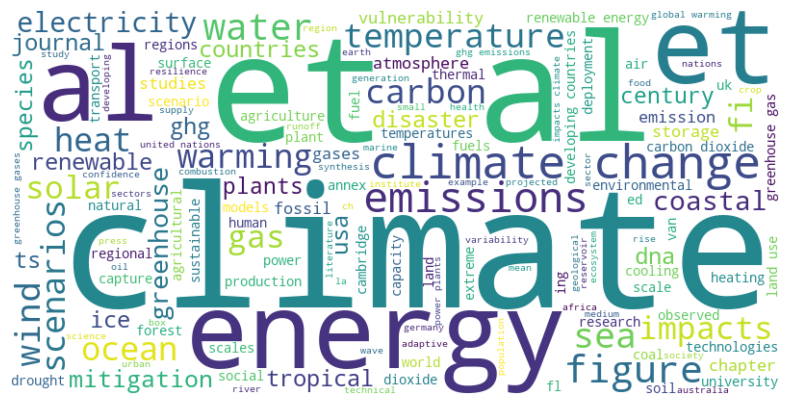 electricity
journal
al
regions
surface
study
resilience
developing
studies
scenario
transport
supply
species
heat
ghg
united nations
renewable
solar
water
countries
et al
vulnerability
region
earth
temperature
atmosphere
thermal
generation
carbon
agriculture
runoff
plant
fuel
small
health
disaster
temperatures
marine
fuels
impacts climate
developing countries
renewable energy
global warming
ghg emissions
nations
air
food
crop
deployment
uk
century
emission
storage
carbon dioxide
fi
et
greenhouse gas
warming
gases
combustion
synthesis
climate change
sector
environmental
confidence
greenhouse gases
sectors
natural
agricultural
sustainable
greenhouse
plants
models
human
fossil
annex
institute
example
projected
emissions
ed
van
coastal
wind
scenarios
ts
regional
press
oil
capture
gas
power
production
usa
literature
la
ch
cambridge
climate
capacity
land
power plants
variability
extreme
mean
ing
geological
reservoir
ecosystem
rise
dna
cooling
scale
heating
land use
ice
box
forest
science
urban
ocean
scales
germany
wave
adaptive
energy
africa
medium
population
research
sea
observed
impacts
technologies
coal
society
chapter
drought
mitigation
social
river
tropical
dioxide
world
technical
fl
figure
soil
university
australia